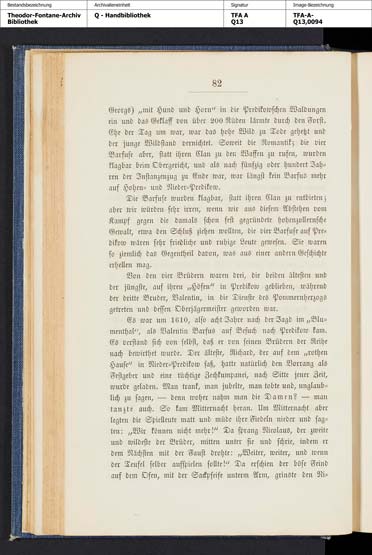 Bestandsbezeichnung
Archivalieneinheit
Signatur
Image-Bezeichnung
Theodor-Fontane-Archiv
Bibliothek
Q - Handbibliothek
TFA A
Q13
TFA-A-
Q13,0094
82
Georgs) „mit Hund und Horn“ in die Predikowschen Waldungen
ein und das Geklaff von über 200 Rüden lärmte durch den Forst.
Ehe der Tag um war, war das hohe Wild zu Tode gehetzt und
der junge Wildstand vernichtet. Soweit die Romantik; die vier
Barfuse aber, statt ihren Clan zu den Waffen zu rufen, wurden
klagbar beim Obergericht, und als nach fünfzig oder hundert Jah-
ren der Instanzenzug zu Ende war, war längst kein Barfus mehr
auf Hohen- und Nieder-Predikow.
Die Barfuse wurden klagbar, statt ihren Clan zu entbieten;
aber wir würden sehr irren, wenn wir aus diesem Abstehen vom
Kampf gegen die damals schon fest gegründete hohenzollernsche
Gewalt, etwa den Schluß ziehen wollten, die vier Barfuse auf Pre-
dikow wären sehr friedliche und ruhige Leute gewesen. Sie waren
so ziemlich das Gegentheil davon, was aus einer andern Geschichte
erhellen mag.
Von den vier Brüdern waren drei, die beiden ältesten und
der jüngste, auf ihren „Höfen“ in Predikow geblieben, während
der dritte Bruder, Valentin, in die Dienste des Pommernherzogs
getreten und dessen Oberjägermeister geworden war.
Es war um 1610, also acht Jahre nach der Jagd im „Blu-
menthal“, als Valentin Barfus auf Besuch nach Predikow kam.
Es verstand sich von selbst, daß er von seinen Brüdern der Reihe
nach bewirthet wurde. Der älteste, Richard, der auf dem „rothen
Hause“ in Nieder-Predikow saß, hatte natürlich den Vorrang als
Festgeber und eine tüchtige Zechkumpanei, nach Sitte jener Zeit,
wurde geladen. Man trank, man jubelte, man tobte und, unglaub-
lich zu sagen, — denn woher nahm man die Damen? — man
tanzte auch. So kam Mitternacht heran. Um Mitternacht aber
legten die Spielleute matt und müde ihre Fiedeln nieder und sag-
ten: „Wir können nicht mehr!“ Da sprang Nicolaus, der zweite
und wildeste der Brüder, mitten unter sie und schrie, indem er
dem Nächsten mit der Faust drohte: „Weiter, weiter, und wenn
der Teufel selber aufspielen sollte!“ Da erschien der böse Feind
auf dem Ofen, mit der Sackpfeife unterm Arm, grinste den Ni-